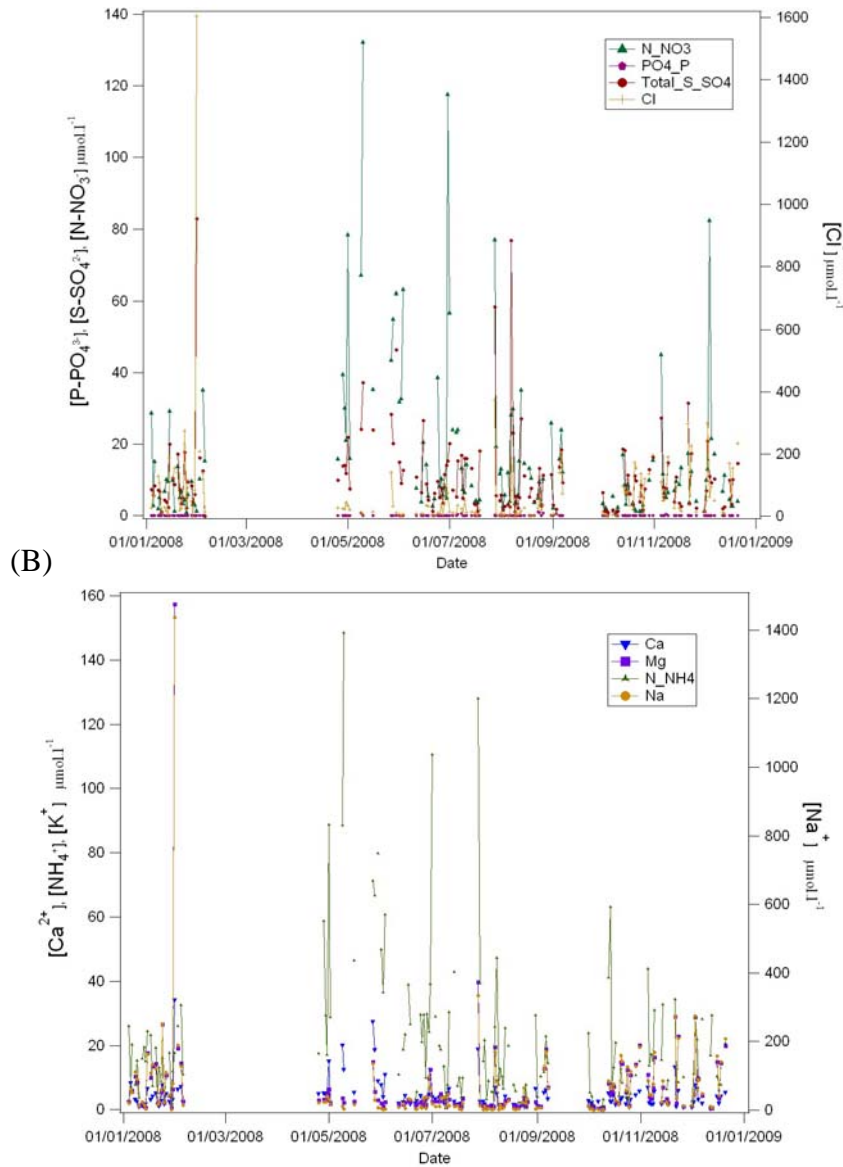 140
120
100
80
60
40
20
0
[P-PO₄³⁻], [S-SO₄²⁻], [N-NO₃⁻] µmol.l⁻¹
1600
1400
1200
1000
800
600
400
200
0
[Cl⁻] µmol.l⁻¹
N_NO3
PO4_P
Total_S_SO4
Cl
01/01/2008 01/03/2008 01/05/2008 01/07/2008 01/09/2008 01/11/2008 01/01/2009
Date
(B)
160
140
120
100
80
60
40
20
0
[Ca²⁺], [NH₄⁺], [K⁺] µmol.l⁻¹
1400
1200
1000
800
600
400
200
0
[Na⁺] µmol.l⁻¹
Ca
Mg
N_NH4
Na
01/01/2008 01/03/2008 01/05/2008 01/07/2008 01/09/2008 01/11/2008 01/01/2009
Date